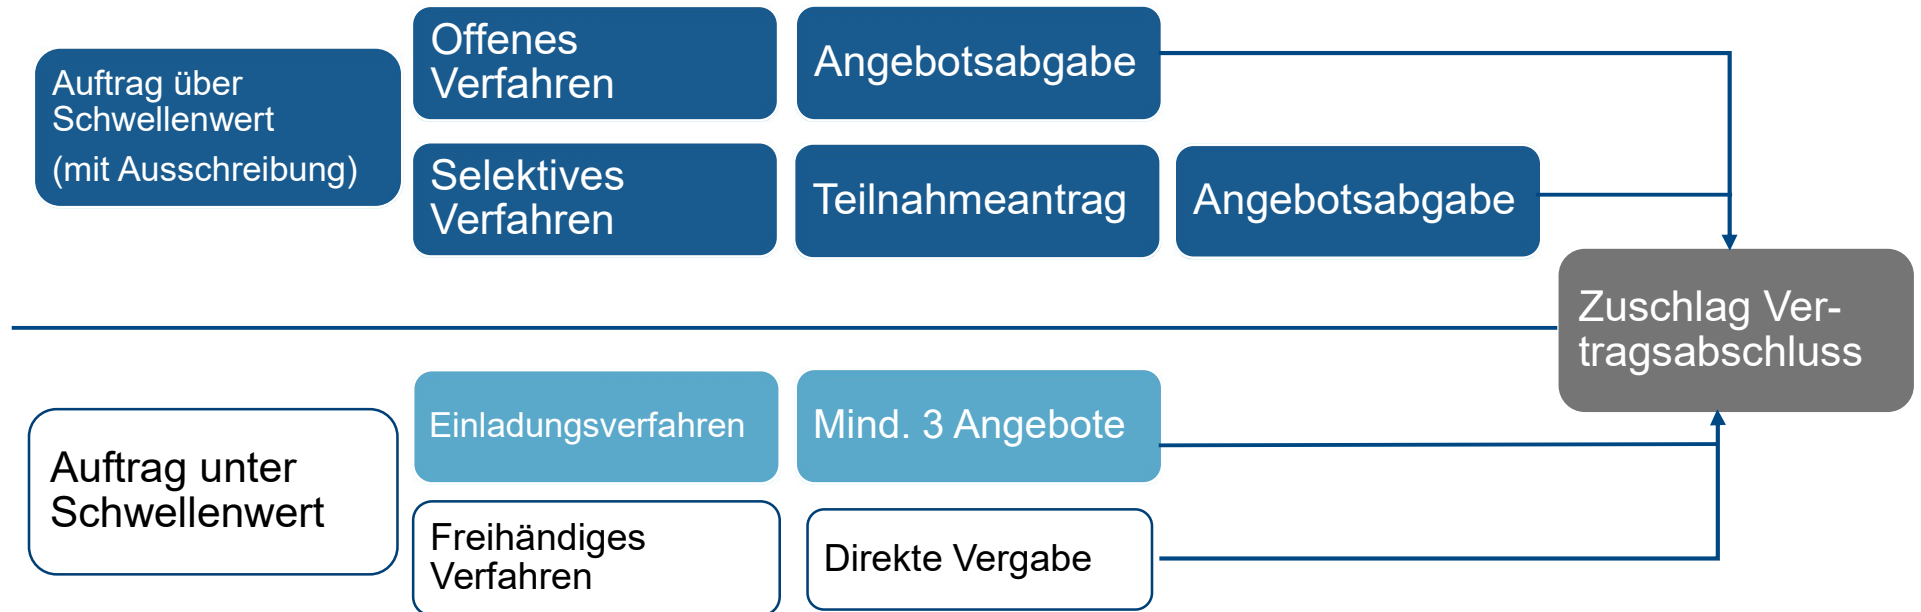 Auftrag über
Schwellenwert
(mit Ausschreibung)
Offenes
Verfahren
Angebotsabgabe
Selektives
Verfahren
Teilnahmeantrag
Angebotsabgabe
Zuschlag Ver-
tragsabschluss
Auftrag unter
Schwellenwert
Einladungsverfahren
Mind. 3 Angebote
Freihändiges
Verfahren
Direkte Vergabe